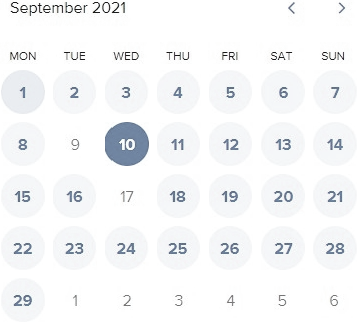 September 2021
MON TUE WED THU FRI SAT SUN
1 2 3 4 5 6 7
8 9 10 11 12 13 14
15 16 17 18 19 20 21
22 23 24 25 26 27 28
29 1 2 3 4 5 6